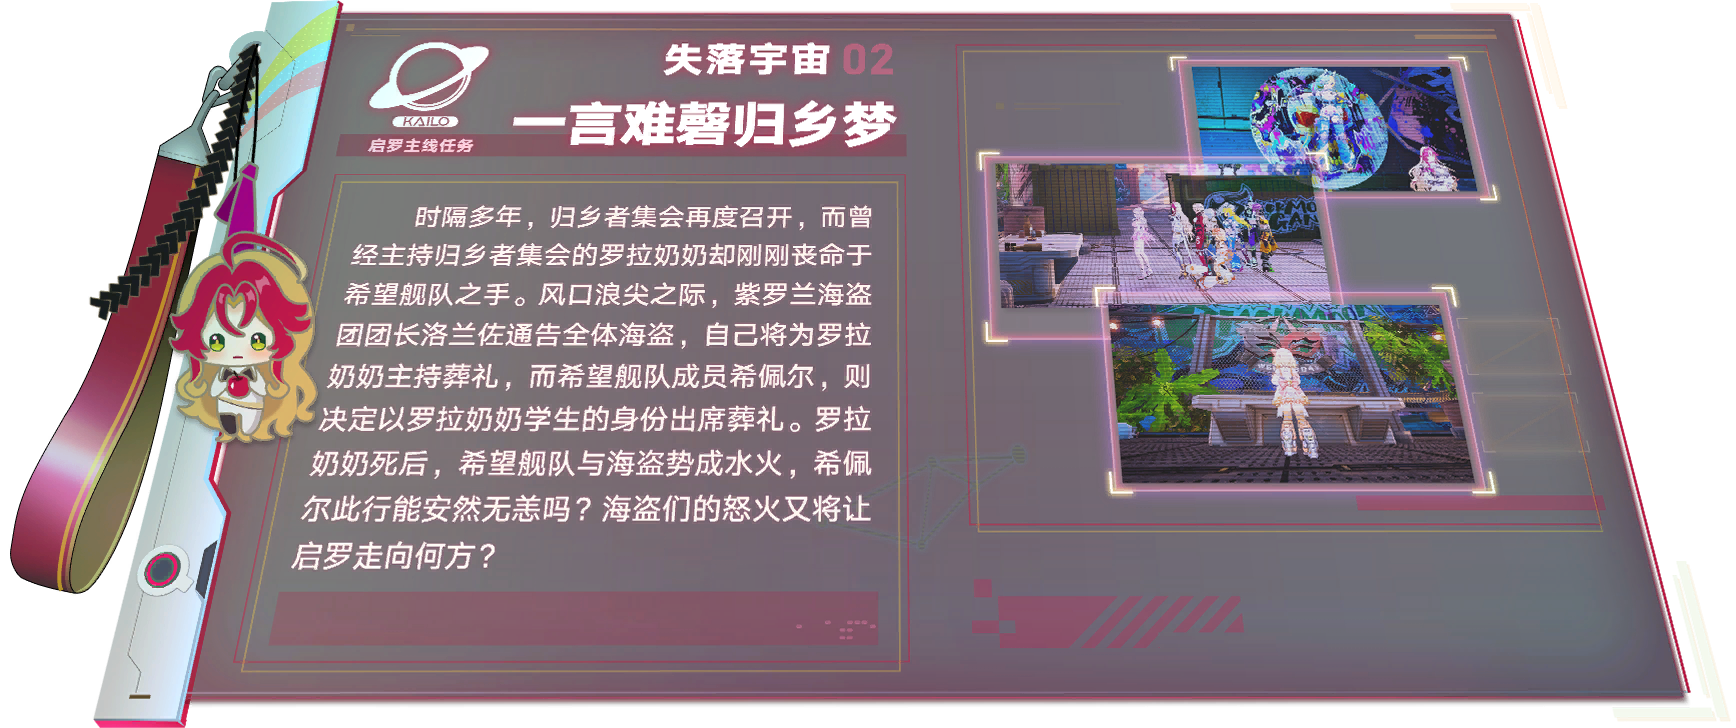 失落宇宙 02
一言难磬归乡梦
KAILO
启罗主线任务
时隔多年，归乡者集会再度召开，而曾
经主持归乡者集会的罗拉奶奶却刚刚丧命于
希望舰队之手。风口浪尖之际，紫罗兰海盗
团团长洛兰佐通告全体海盗，自己将为罗拉
奶奶主持葬礼，而希望舰队成员希佩尔，则
决定以罗拉奶奶学生的身份出席葬礼。罗拉
奶奶死后，希望舰队与海盗势成水火，希佩
尔此行能安然无恙吗？海盗们的怒火又将让
启罗走向何方？